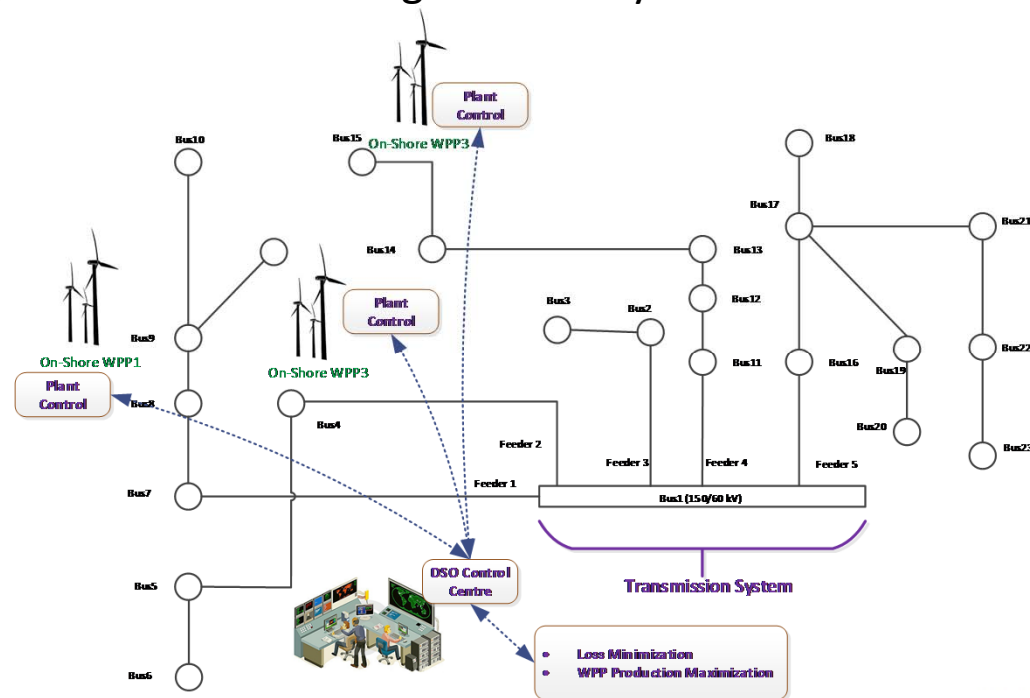 Plant
Control
Bus10
Bus15
On-Shore WPP3
Bus18
Bus17
Bus21
Bus14
Bus13
Bus12
Plant
Control
Bus3
Bus2
Bus9
Bus11
Bus16
Bus19
Bus22
On-Shore WPP1
On-Shore WPP3
Plant
Control
Bus8
Bus4
Bus20
Feeder 2
Feeder 3
Feeder 4
Feeder 5
Bus23
Feeder 1
Bus7
Bus1 (150/60 kV)
DSO Control
Centre
Transmission System
Bus5
Loss Minimization
WPP Production Maximization
Bus6